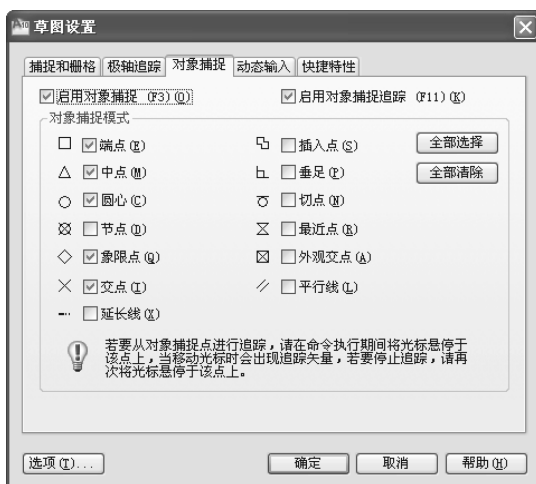 草图设置
捕捉和栅格 极轴追踪 对象捕捉 动态输入 快捷特性
启用对象捕捉 (F3)(O) 启用对象捕捉追踪 (F11)(K)
对象捕捉模式
端点(E) 插入点(S) 全部选择
中点(M) 垂足(P) 全部清除
圆心(C) 切点(N)
节点(D) 最近点(R)
象限点(Q) 外观交点(A)
交点(I) 平行线(L)
延长线(X)
若要从对象捕捉点进行追踪,请在命令执行期间将光标悬停于
该点上,当移动光标时会出现追踪矢量,若要停止追踪,请再
次将光标悬停于该点上。
选项(T)... 确定 取消 帮助(H)